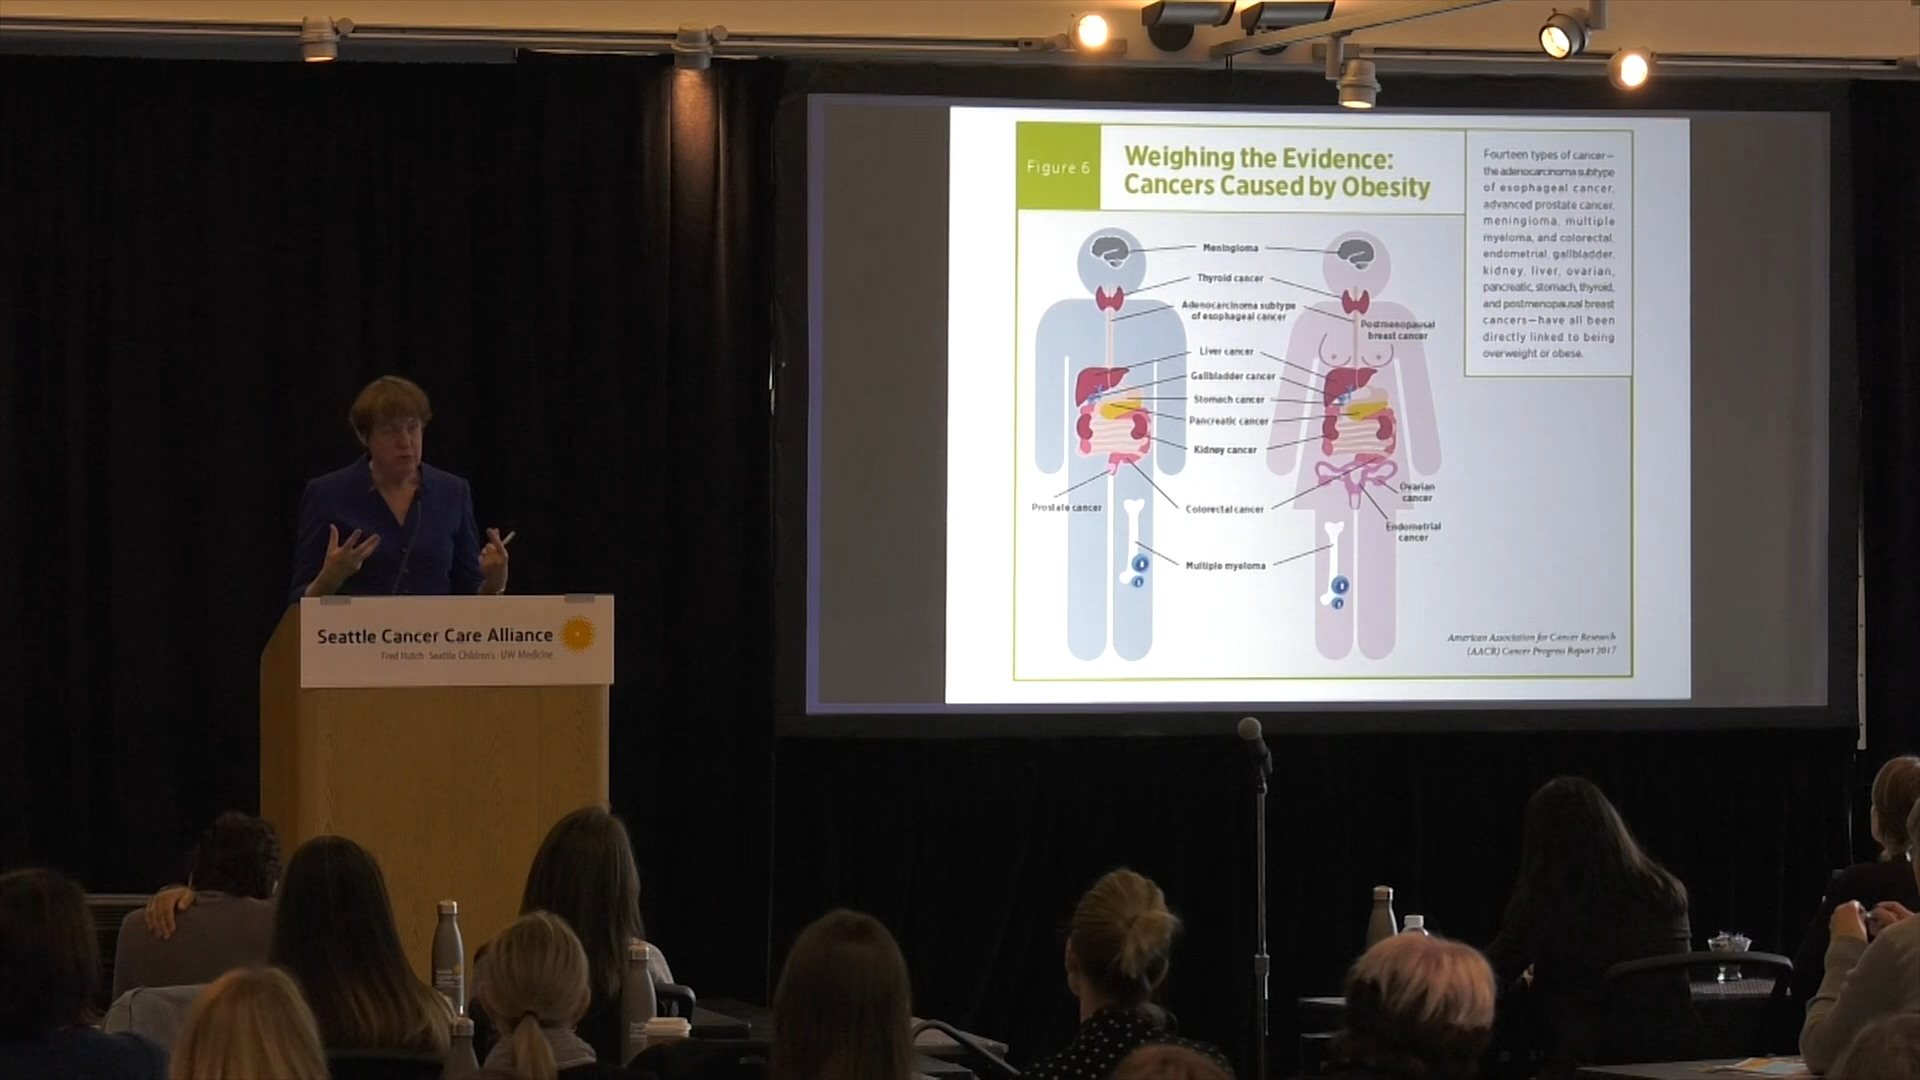 Figure 6
Weighing the Evidence:
Cancers Caused by Obesity
Fourteen types of cancer—
the adenocarcinoma subtype
of esophageal cancer,
advanced prostate cancer,
meningioma, multiple
myeloma, and colorectal,
endometrial, gallbladder,
kidney, liver, ovarian,
pancreatic, stomach, thyroid,
and postmenopausal breast
cancers—have all been
directly linked to being
overweight or obese.
Meningioma
Thyroid cancer
Adenocarcinoma subtype
of esophageal cancer
Postmenopausal
breast cancer
Liver cancer
Gallbladder cancer
Stomach cancer
Pancreatic cancer
Kidney cancer
Prostate cancer
Colorectal cancer
Ovarian
cancer
Endometrial
cancer
Multiple myeloma
American Association for Cancer Research
(AACR) Cancer Progress Report 2017
Seattle Cancer Care Alliance
Fred Hutch · Seattle Children's · UW Medicine